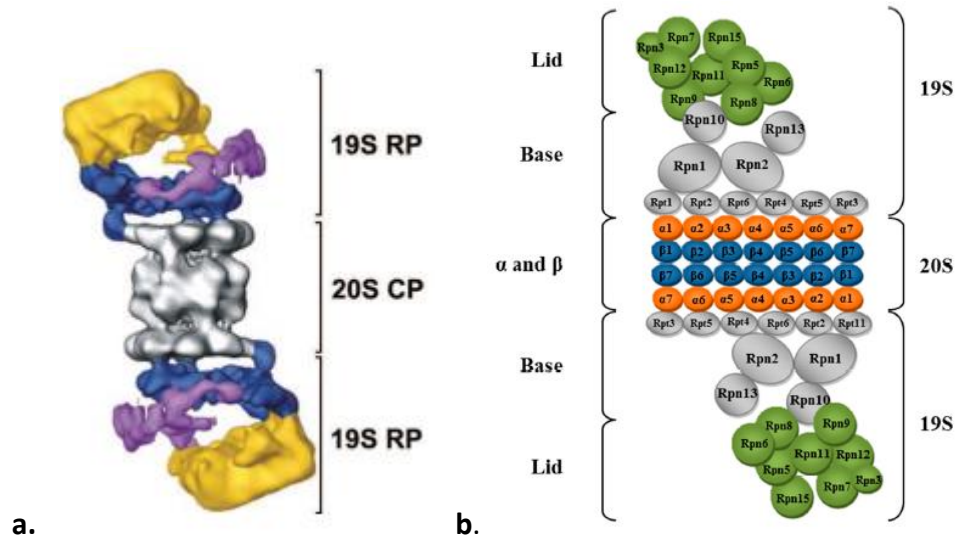 19S RP
20S CP
19S RP
a.
Lid
Base
α and β
Base
Lid
Rpn7 Rpn15
Rpn3
Rpn12 Rpn11 Rpn5
Rpn6
Rpn9 Rpn8
Rpn10
Rpn13
Rpn1 Rpn2
Rpt1 Rpt2 Rpt6 Rpt4 Rpt5 Rpt3
α1 α2 α3 α4 α5 α6 α7
β1 β2 β3 β4 β5 β6 β7
β7 β6 β5 β4 β3 β2 β1
α7 α6 α5 α4 α3 α2 α1
Rpt3 Rpt5 Rpt4 Rpt6 Rpt2 Rpt11
Rpn2 Rpn1
Rpn13
Rpn10
Rpn8 Rpn9
Rpn6
Rpn11 Rpn12
Rpn5
Rpn3
Rpn7
Rpn15
19S
20S
19S
b.